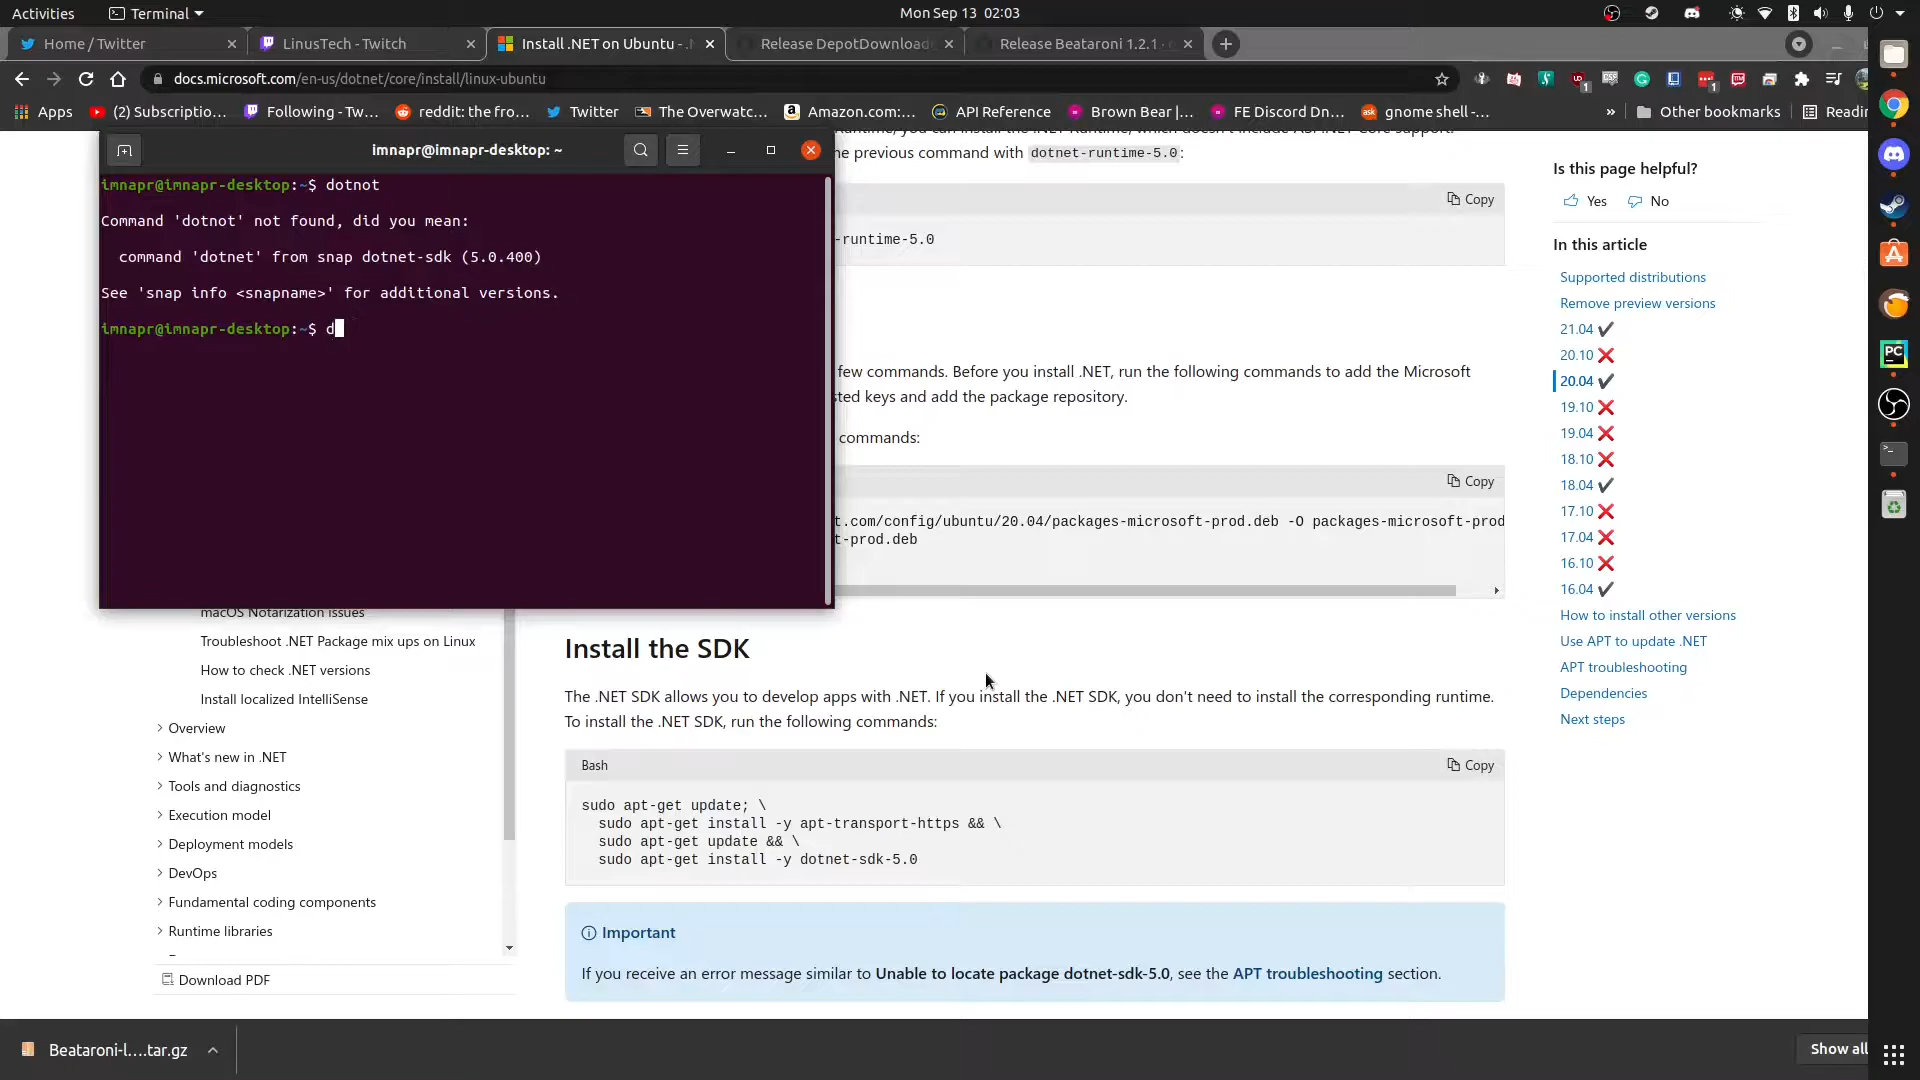 Activities
Terminal
Mon Sep 13 02:03
Home / Twitter
LinusTech - Twitch
Install .NET on Ubuntu - .
Release DepotDownload
Release Beataroni 1.2.1 ·
docs.microsoft.com/en-us/dotnet/core/install/linux-ubuntu
Apps
(2) Subscriptio...
Following - Tw...
reddit: the fro...
Twitter
The Overwatc...
Amazon.com:...
API Reference
Brown Bear |...
FE Discord Dn...
gnome shell -...
»
Other bookmarks
Readin
imnapr@imnapr-desktop: ~
imnapr@imnapr-desktop:~$ dotnot
Command 'dotnot' not found, did you mean:
command 'dotnet' from snap dotnet-sdk (5.0.400)
See 'snap info <snapname>' for additional versions.
imnapr@imnapr-desktop:~$ d
untime, you can install the .NET Runtime, which doesn't include ASP.NET Core support.
ne previous command with dotnet-runtime-5.0:
Copy
-runtime-5.0
few commands. Before you install .NET, run the following commands to add the Microsoft
sted keys and add the package repository.
commands:
Copy
t.com/config/ubuntu/20.04/packages-microsoft-prod.deb -O packages-microsoft-prod
t-prod.deb
Install the SDK
The .NET SDK allows you to develop apps with .NET. If you install the .NET SDK, you don't need to install the corresponding runtime.
To install the .NET SDK, run the following commands:
Bash
Copy
sudo apt-get update; \
sudo apt-get install -y apt-transport-https && \
sudo apt-get update && \
sudo apt-get install -y dotnet-sdk-5.0
Important
If you receive an error message similar to Unable to locate package dotnet-sdk-5.0, see the APT troubleshooting section.
macOS Notarization issues
Troubleshoot .NET Package mix ups on Linux
How to check .NET versions
Install localized IntelliSense
Overview
What's new in .NET
Tools and diagnostics
Execution model
Deployment models
DevOps
Fundamental coding components
Runtime libraries
Download PDF
Is this page helpful?
Yes
No
In this article
Supported distributions
Remove preview versions
21.04 ✔
20.10 ❌
20.04 ✔
19.10 ❌
19.04 ❌
18.10 ❌
18.04 ✔
17.10 ❌
17.04 ❌
16.10 ❌
16.04 ✔
How to install other versions
Use APT to update .NET
APT troubleshooting
Dependencies
Next steps
PC
Beataroni-l....tar.gz
Show all